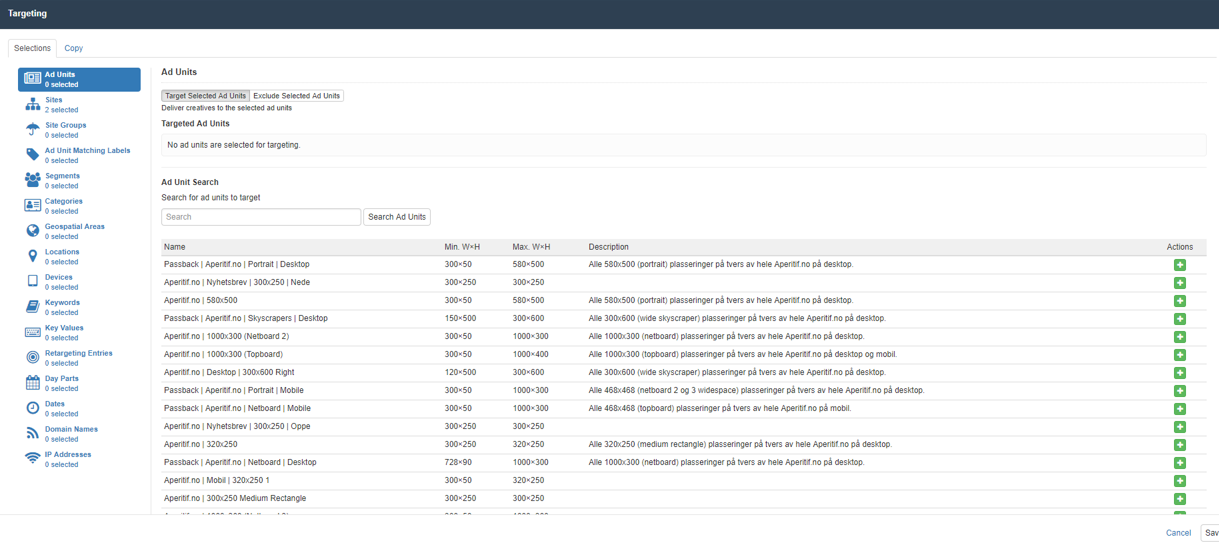 Targeting
Selections Copy
Ad Units
0 selected
Sites
2 selected
Site Groups
0 selected
Ad Unit Matching Labels
0 selected
Segments
0 selected
Categories
0 selected
Geospatial Areas
0 selected
Locations
0 selected
Devices
0 selected
Keywords
0 selected
Key Values
0 selected
Retargeting Entries
0 selected
Day Parts
0 selected
Dates
0 selected
Domain Names
0 selected
IP Addresses
0 selected
Ad Units
Target Selected Ad Units Exclude Selected Ad Units
Deliver creatives to the selected ad units
Targeted Ad Units
No ad units are selected for targeting.
Ad Unit Search
Search for ad units to target
Search Search Ad Units
Name Min. W×H Max. W×H Description Actions
Passback | Aperitif.no | Portrait | Desktop 300×50 580×500 Alle 580x500 (portrait) plasseringer på tvers av hele Aperitif.no på desktop.
Aperitif.no | Nyhetsbrev | 300x250 | Nede 300×250 300×250
Aperitif.no | 580x500 300×50 580×500 Alle 580x500 (portrait) plasseringer på tvers av hele Aperitif.no på desktop.
Passback | Aperitif.no | Skyscrapers | Desktop 150×500 300×600 Alle 300x600 (wide skyscraper) plasseringer på tvers av hele Aperitif.no på desktop.
Aperitif.no | 1000x300 (Netboard 2) 300×50 1000×300 Alle 1000x300 (netboard) plasseringer på tvers av hele Aperitif.no på desktop.
Aperitif.no | 1000x300 (Topboard) 300×50 1000×400 Alle 1000x300 (topboard) plasseringer på tvers av hele Aperitif.no på desktop og mobil.
Aperitif.no | Desktop | 300x600 Right 120×500 300×600 Alle 300x600 (wide skyscraper) plasseringer på tvers av hele Aperitif.no på desktop.
Passback | Aperitif.no | Portrait | Mobile 300×50 1000×300 Alle 468x468 (netboard 2 og 3 widespace) plasseringer på tvers av hele Aperitif.no på desktop.
Passback | Aperitif.no | Netboard | Mobile 300×50 1000×300 Alle 468x468 (topboard) plasseringer på tvers av hele Aperitif.no på mobil.
Aperitif.no | Nyhetsbrev | 300x250 | Oppe 300×250 300×250
Aperitif.no | 320x250 300×250 320×250 Alle 320x250 (medium rectangle) plasseringer på tvers av hele Aperitif.no på desktop.
Passback | Aperitif.no | Netboard | Desktop 728×90 1000×300 Alle 1000x300 (netboard) plasseringer på tvers av hele Aperitif.no på desktop.
Aperitif.no | Mobil | 320x250 1 300×50 320×250
Aperitif.no | 300x250 Medium Rectangle 300×250 300×250
Cancel Sav